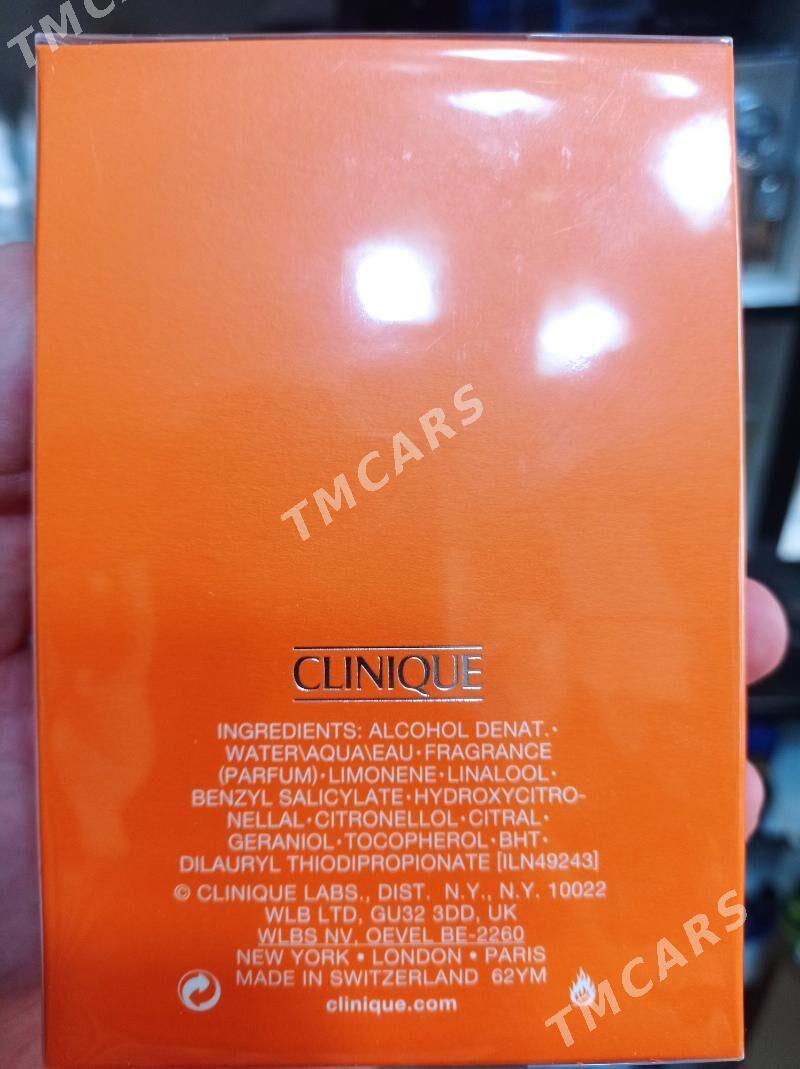 TMCARS
TMCARS
CLINIQUE
INGREDIENTS: ALCOHOL DENAT.•
WATER\AQUA\EAU•FRAGRANCE
(PARFUM)•LIMONENE•LINALOOL•
BENZYL SALICYLATE•HYDROXYCITRO-
NELLAL•CITRONELLOL•CITRAL•
GERANIOL•TOCOPHEROL•BHT•
DILAURYL THIODIPROPIONATE [ILN49243]
© CLINIQUE LABS., DIST. N.Y., N.Y. 10022
WLB LTD, GU32 3DD, UK
WLBS NV, OEVEL BE-2260
NEW YORK • LONDON • PARIS
MADE IN SWITZERLAND 62YM
clinique.com
TMCARS